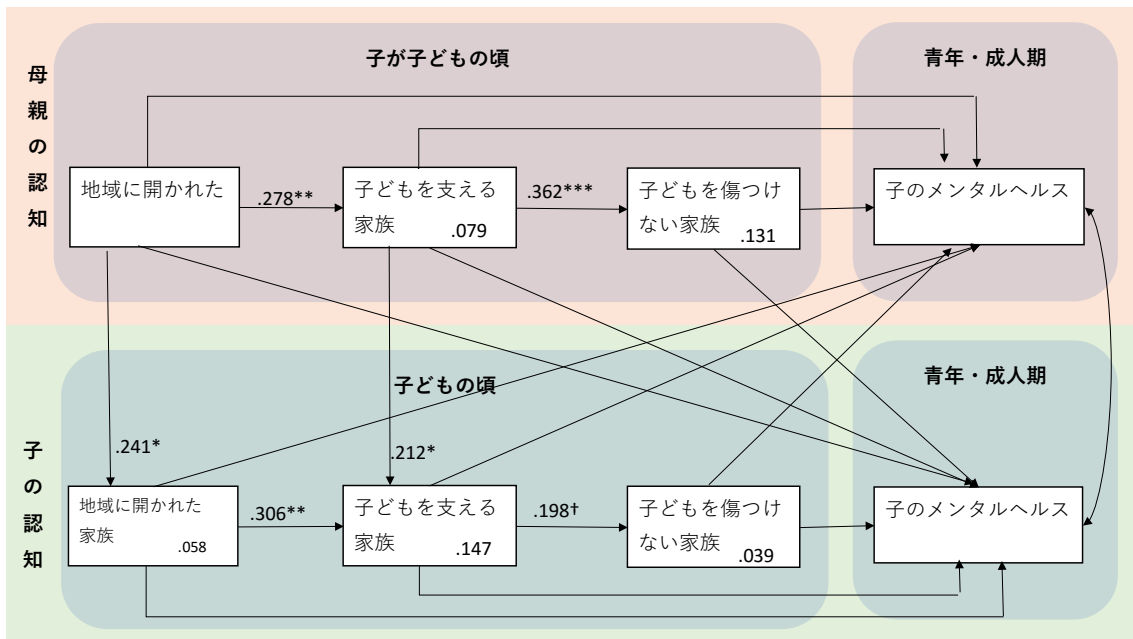 母親の認知
子が子どもの頃
青年・成人期
地域に開かれた
.278**
子どもを支える
家族
.079
.362***
子どもを傷つけ
ない家族
.131
子のメンタルヘルス
.241*
.212*
子の認知
子どもの頃
青年・成人期
地域に開かれた
家族
.058
.306**
子どもを支える
家族
.147
.198†
子どもを傷つけ
ない家族
.039
子のメンタルヘルス